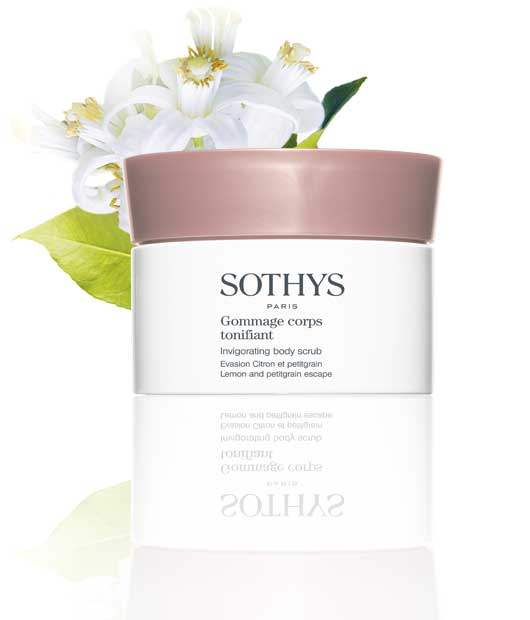 SOTHYS
PARIS
Gommage corps
tonifiant
Invigorating body scrub
Evasion Citron et petitgrain
Lemon and petitgrain escape